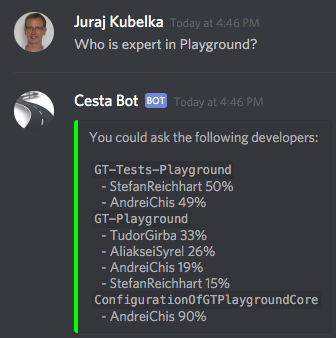 Juraj Kubelka Today at 4:46 PM
Who is expert in Playground?
Cesta Bot BOT Today at 4:46 PM
You could ask the following developers:
GT-Tests-Playground
- StefanReichhart 50%
- AndreiChis 49%
GT-Playground
- TudorGirba 33%
- AliakseiSyrel 26%
- AndreiChis 19%
- StefanReichhart 15%
ConfigurationOfGTPlaygroundCore
- AndreiChis 90%